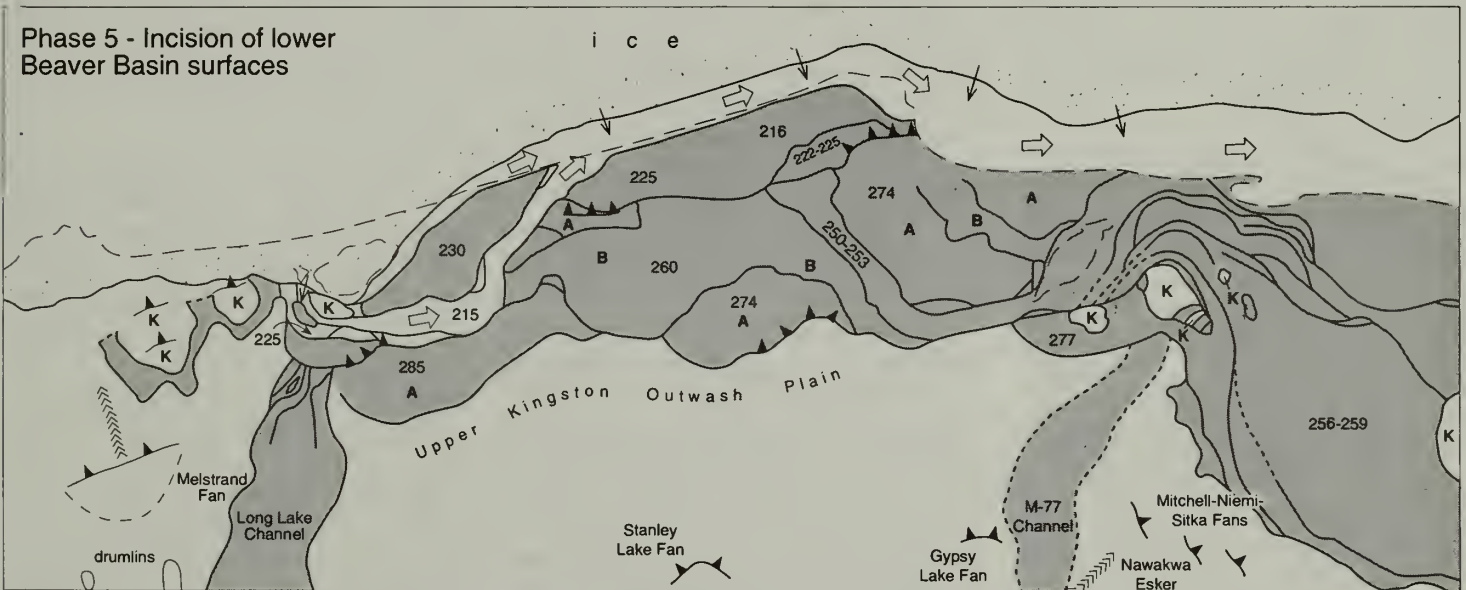 Phase 5 - Incision of lower
Beaver Basin surfaces
i c e
216
222-225
225
274
A
B
A
A
B
260
B
250-253
230
K
K
K
K
215
225
274
A
277
K
K
K
K
285
A
Upper Kingston Outwash Plain
256-259
K
Melstrand
Fan
Long Lake
Channel
drumlins
Stanley
Lake Fan
Gypsy
Lake Fan
M-77
Channel
Mitchell-Niemi-
Sitka Fans
Nawakwa
Esker